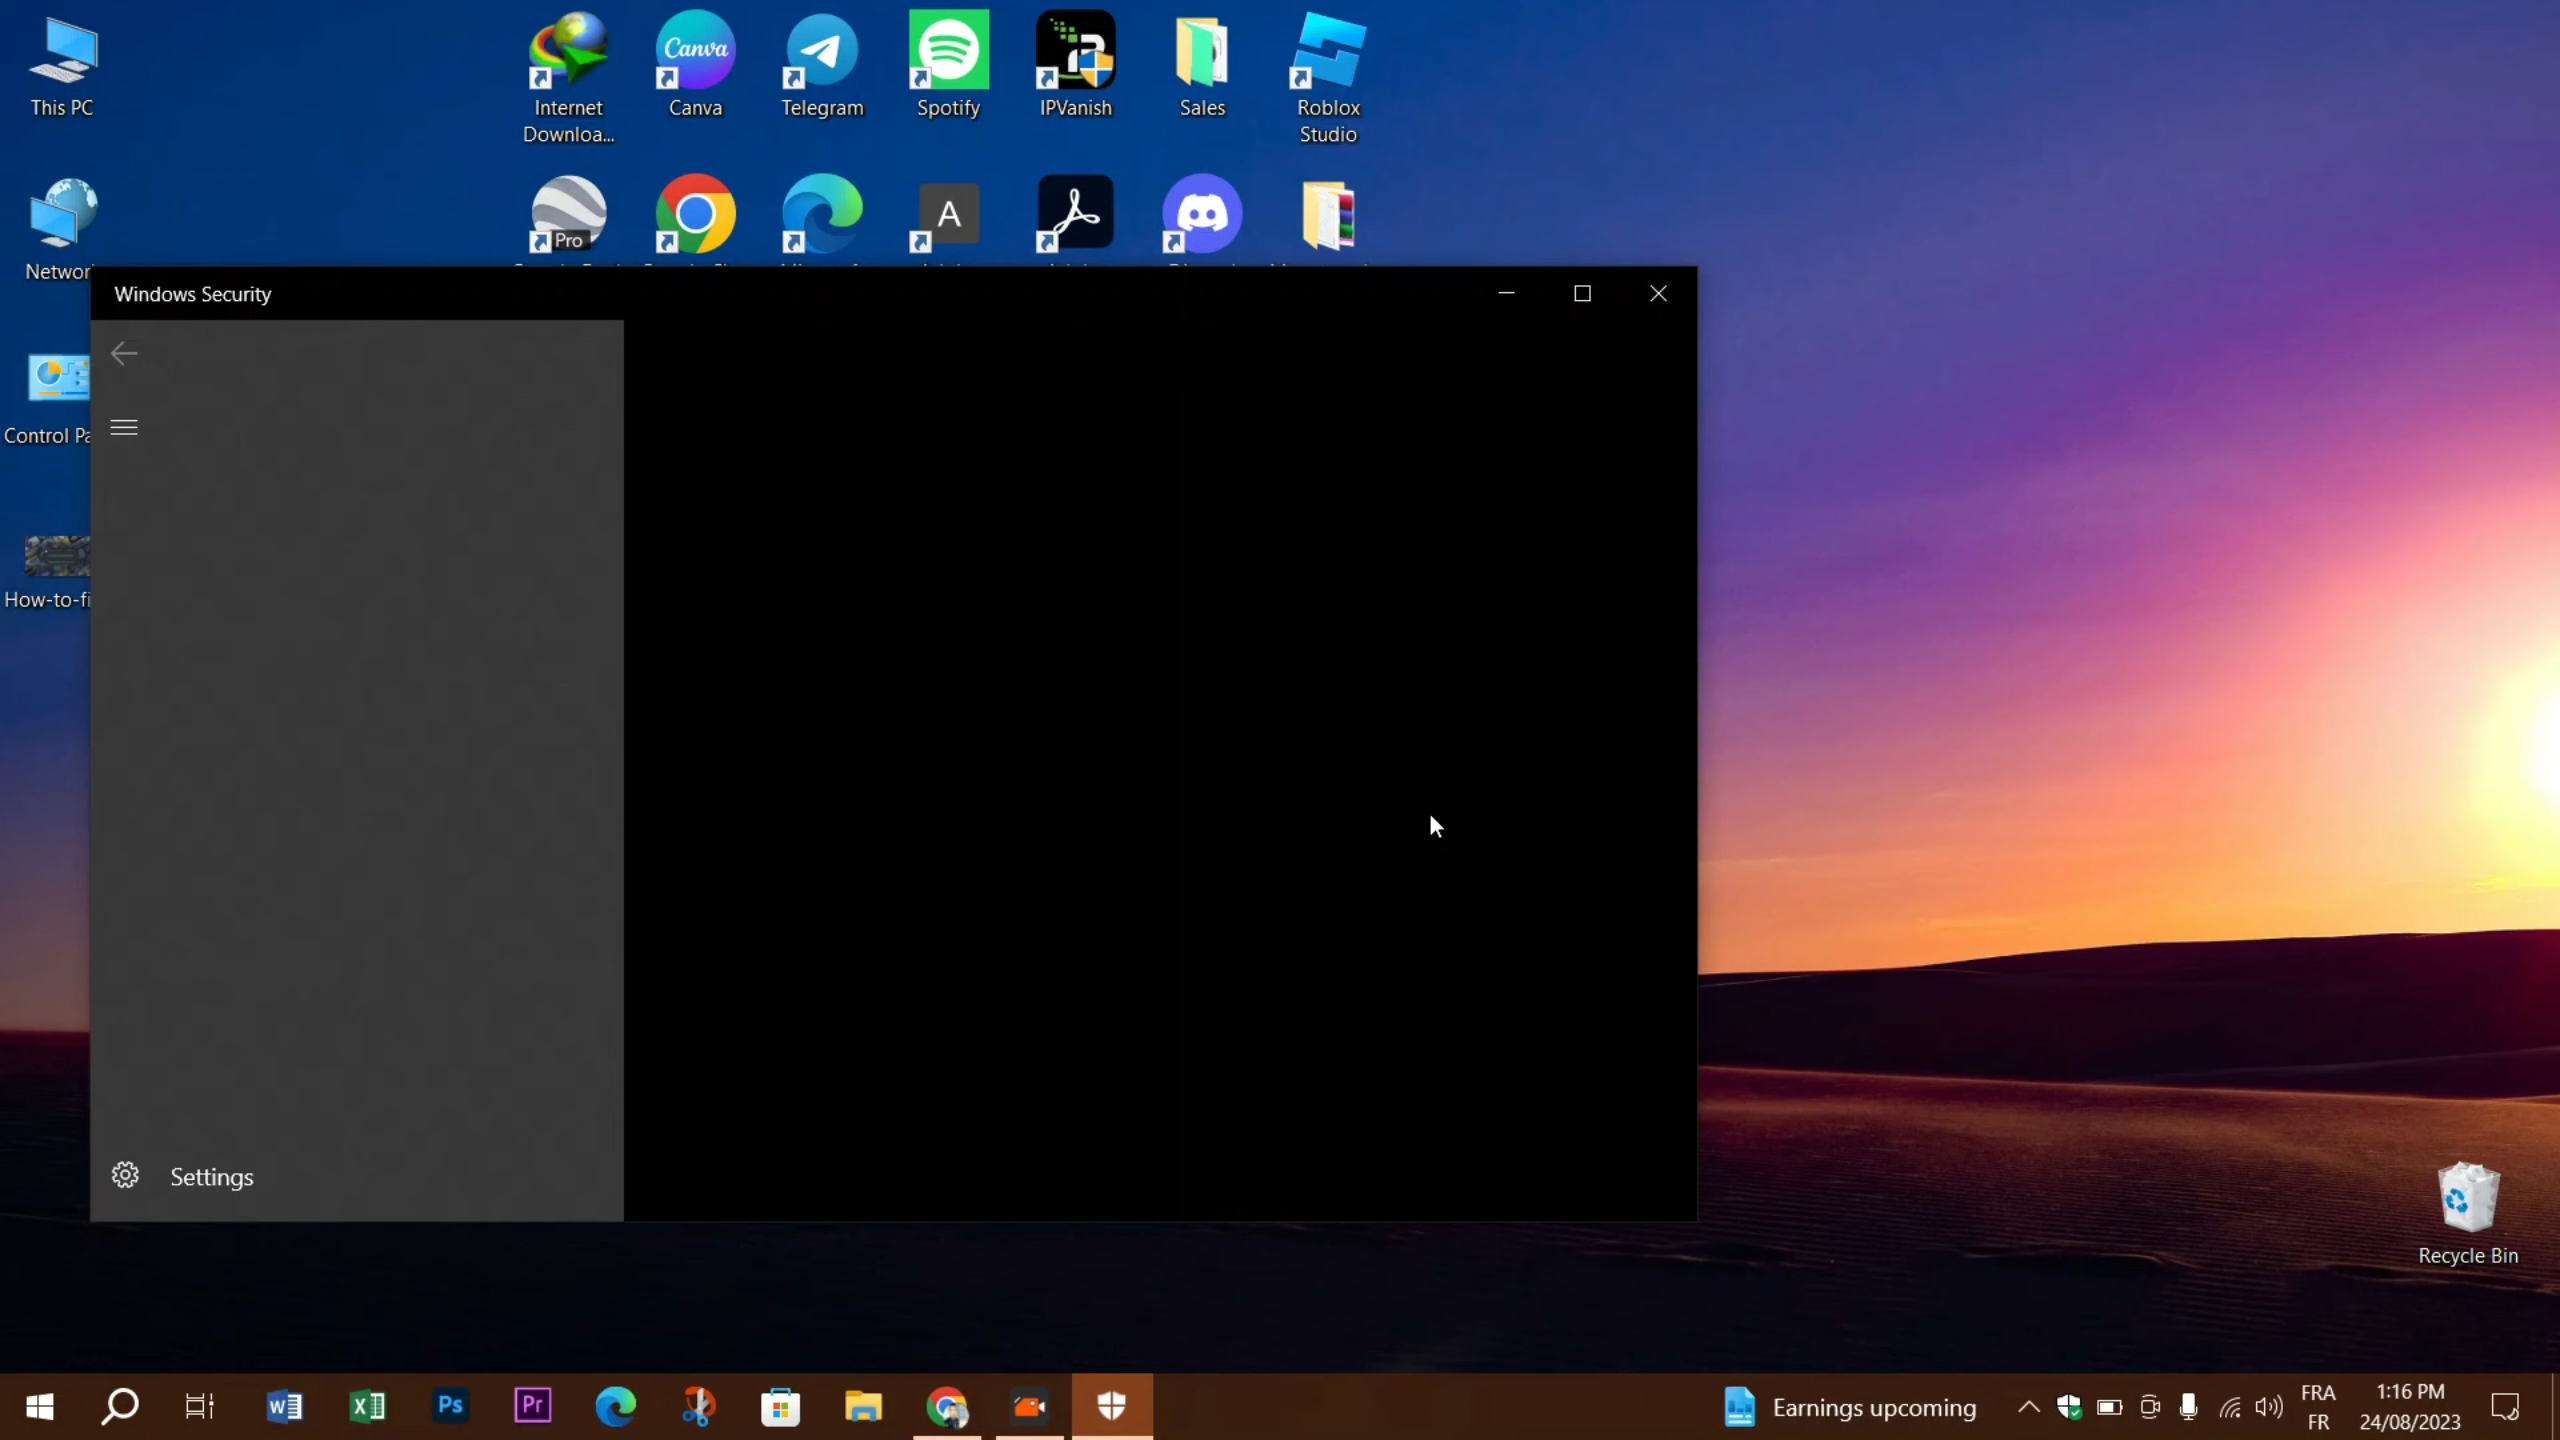 This PC
Internet
Downloa...
Canva
Canva
Telegram
Spotify
IPVanish
Sales
Roblox
Studio
Pro
A
Networ
Windows Security
Control Pa
How-to-fi
Settings
Recycle Bin
W
X
Ps
Pr
Earnings upcoming
FRA
FR
1:16 PM
24/08/2023